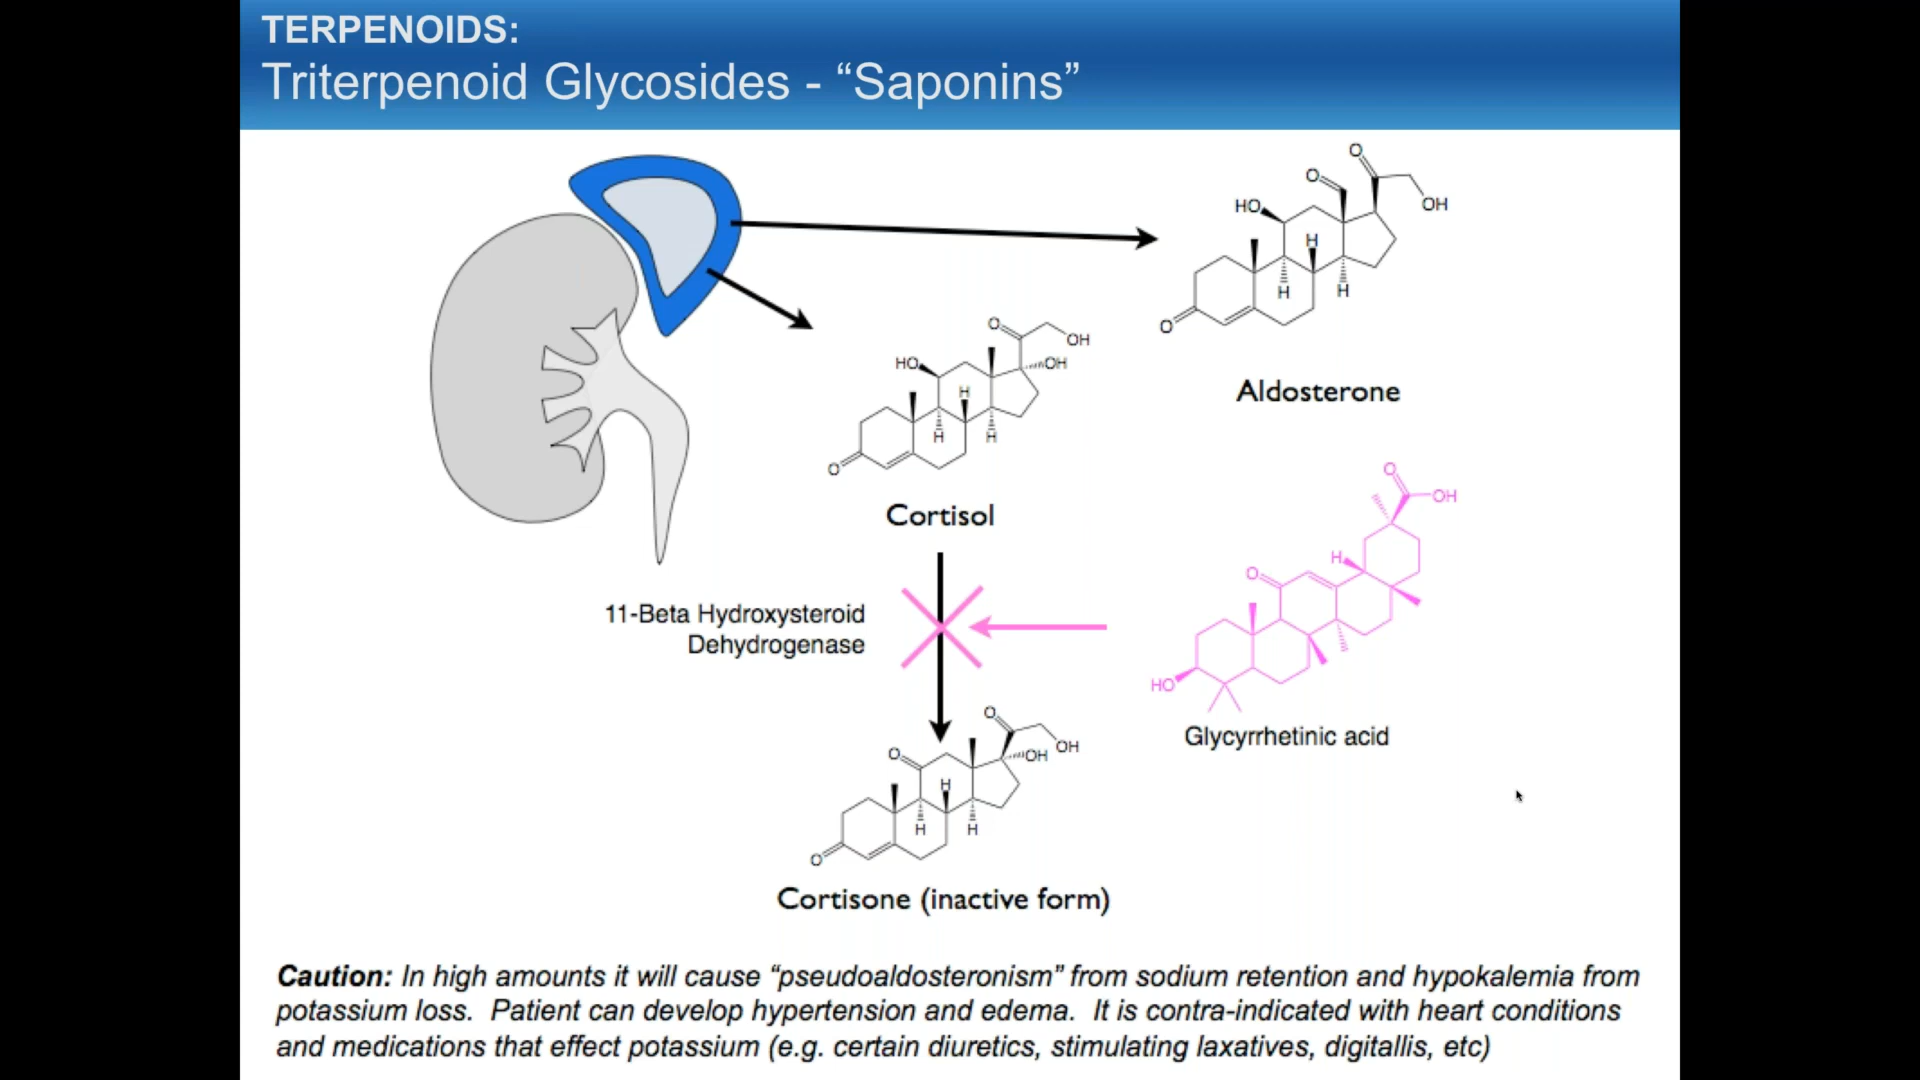 TERPENOIDS:
Triterpenoid Glycosides - “Saponins”
O
O
HO
OH
H
H
H
O
Aldosterone
O
OH
HO
OH
H
H
H
O
Cortisol
O
OH
H
O
HO
Glycyrrhetinic acid
11-Beta Hydroxysteroid
Dehydrogenase
O
OH
O
OH
H
H
H
O
Cortisone (inactive form)
Caution: In high amounts it will cause “pseudoaldosteronism” from sodium retention and hypokalemia from
potassium loss.  Patient can develop hypertension and edema.  It is contra-indicated with heart conditions
and medications that effect potassium (e.g. certain diuretics, stimulating laxatives, digitallis, etc)